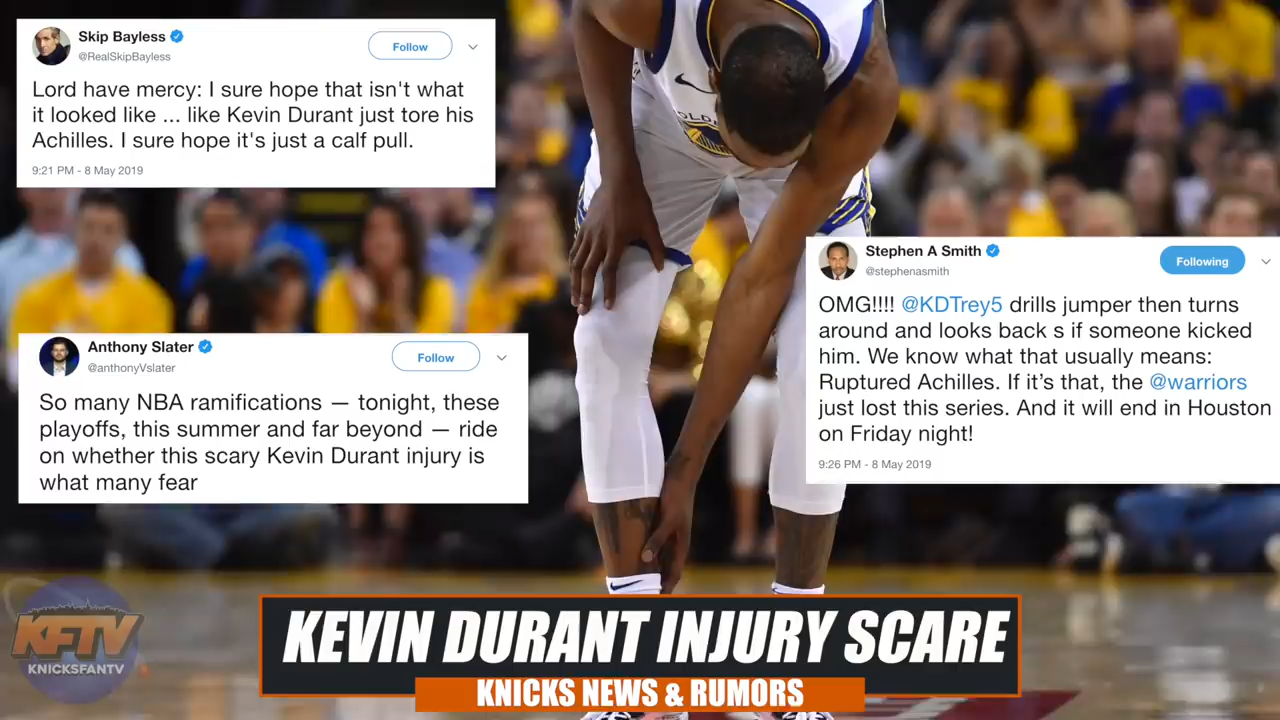 Skip Bayless
@RealSkipBayless
Follow
Lord have mercy: I sure hope that isn't what
it looked like ... like Kevin Durant just tore his
Achilles. I sure hope it's just a calf pull.
9:21 PM - 8 May 2019
Stephen A Smith
@stephenasmith
Following
OMG!!!! @KDTrey5 drills jumper then turns
around and looks back s if someone kicked
him. We know what that usually means:
Ruptured Achilles. If it’s that, the @warriors
just lost this series. And it will end in Houston
on Friday night!
9:26 PM - 8 May 2019
Anthony Slater
@anthonyVslater
Follow
So many NBA ramifications — tonight, these
playoffs, this summer and far beyond — ride
on whether this scary Kevin Durant injury is
what many fear
KFTV
KNICKSFANTV
KEVIN DURANT INJURY SCARE
KNICKS NEWS & RUMORS